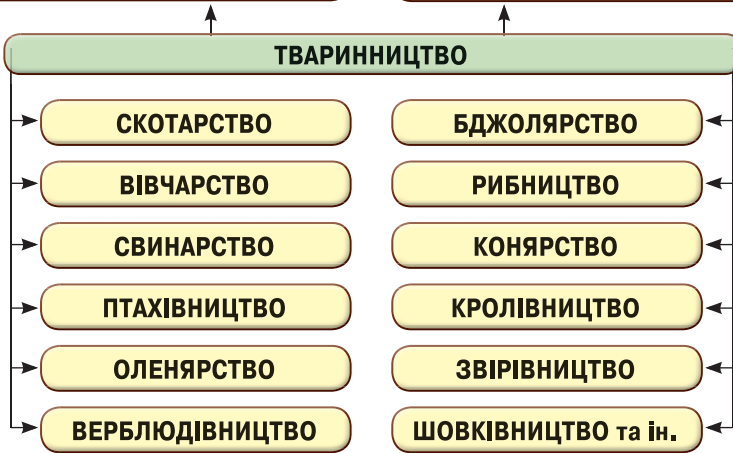 ТВАРИННИЦТВО
СКОТАРСТВО
БДЖОЛЯРСТВО
ВІВЧАРСТВО
РИБНИЦТВО
СВИНАРСТВО
КОНЯРСТВО
ПТАХІВНИЦТВО
КРОЛІВНИЦТВО
ОЛЕНЯРСТВО
ЗВІРІВНИЦТВО
ВЕРБЛЮДІВНИЦТВО
ШОВКІВНИЦТВО та ін.